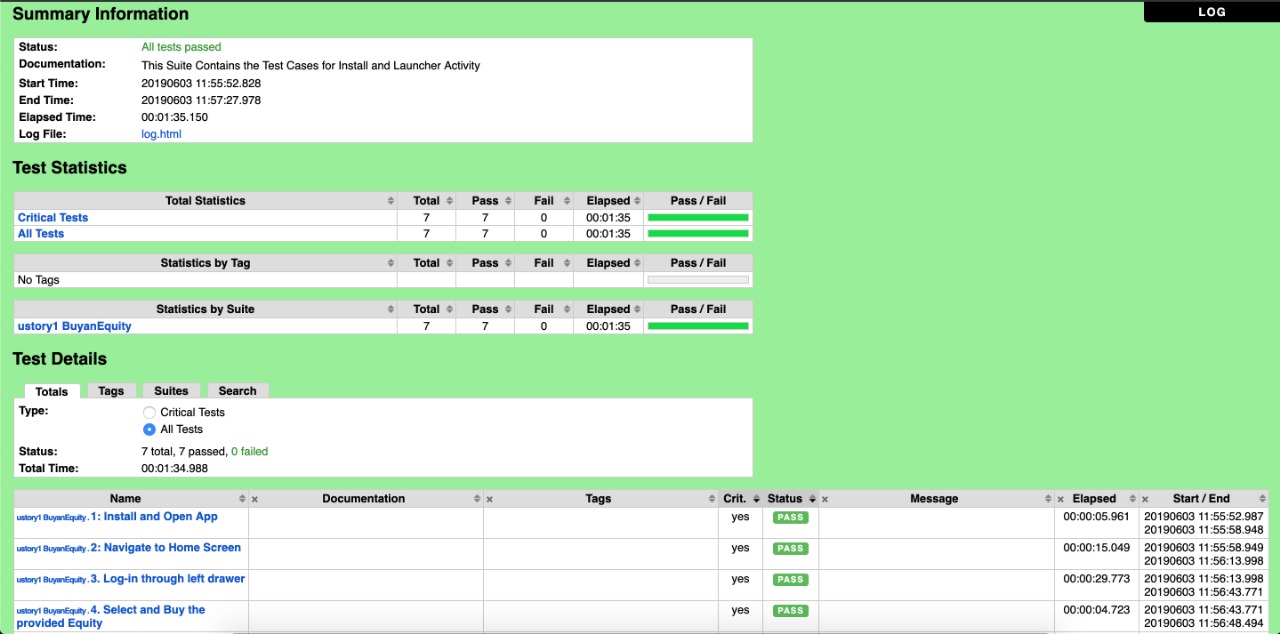 Summary Information
LOG
Status: All tests passed
Documentation: This Suite Contains the Test Cases for Install and Launcher Activity
Start Time: 20190603 11:55:52.828
End Time: 20190603 11:57:27.978
Elapsed Time: 00:01:35.150
Log File: log.html
Test Statistics
Total Statistics Total Pass Fail Elapsed Pass / Fail
Critical Tests 7 7 0 00:01:35
All Tests 7 7 0 00:01:35
Statistics by Tag Total Pass Fail Elapsed Pass / Fail
No Tags
Statistics by Suite Total Pass Fail Elapsed Pass / Fail
ustory1 BuyanEquity 7 7 0 00:01:35
Test Details
Totals Tags Suites Search
Type: Critical Tests
All Tests
Status: 7 total, 7 passed, 0 failed
Total Time: 00:01:34.988
Name × Documentation × Tags Crit. Status × Message × Elapsed × Start / End
ustory1 BuyanEquity . 1: Install and Open App yes PASS 00:00:05.961 20190603 11:55:52.987
20190603 11:55:58.948
ustory1 BuyanEquity . 2: Navigate to Home Screen yes PASS 00:00:15.049 20190603 11:55:58.949
20190603 11:56:13.998
ustory1 BuyanEquity . 3. Log-in through left drawer yes PASS 00:00:29.773 20190603 11:56:13.998
20190603 11:56:43.771
ustory1 BuyanEquity . 4. Select and Buy the yes PASS 00:00:04.723 20190603 11:56:43.771
provided Equity 20190603 11:56:48.494